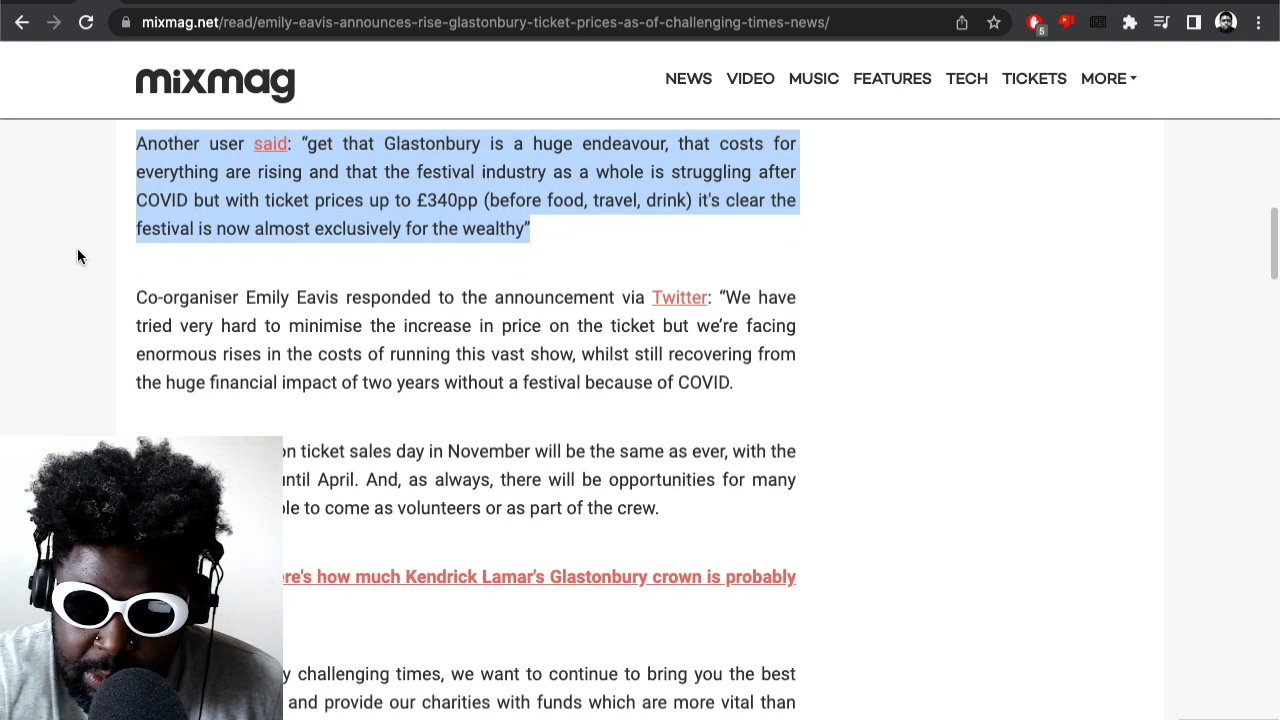 mixmag.net/read/emily-eavis-announces-rise-glastonbury-ticket-prices-as-of-challenging-times-news/
5
mixmag
NEWS VIDEO MUSIC FEATURES TECH TICKETS MORE
Another user said: “get that Glastonbury is a huge endeavour, that costs for
everything are rising and that the festival industry as a whole is struggling after
COVID but with ticket prices up to £340pp (before food, travel, drink) it's clear the
festival is now almost exclusively for the wealthy”
Co-organiser Emily Eavis responded to the announcement via Twitter: “We have
tried very hard to minimise the increase in price on the ticket but we’re facing
enormous rises in the costs of running this vast show, whilst still recovering from
the huge financial impact of two years without a festival because of COVID.
on ticket sales day in November will be the same as ever, with the
until April. And, as always, there will be opportunities for many
le to come as volunteers or as part of the crew.
ere's how much Kendrick Lamar's Glastonbury crown is probably
y challenging times, we want to continue to bring you the best
and provide our charities with funds which are more vital than